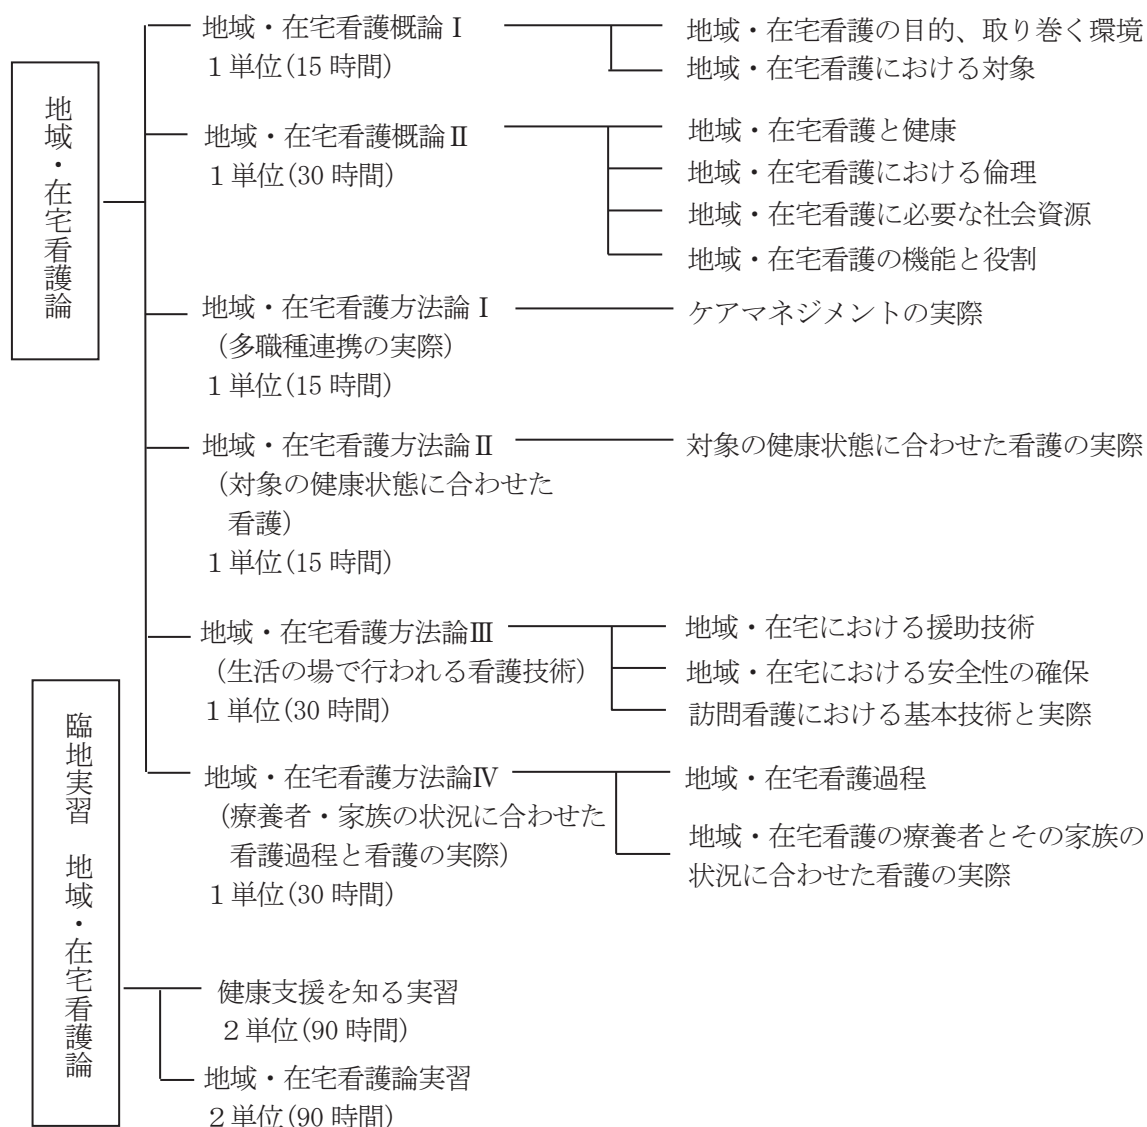 地域・在宅看護論
地域・在宅看護概論Ⅰ
1単位(15時間)
地域・在宅看護の目的、取り巻く環境
地域・在宅看護における対象
地域・在宅看護概論Ⅱ
1単位(30時間)
地域・在宅看護と健康
地域・在宅看護における倫理
地域・在宅看護に必要な社会資源
地域・在宅看護の機能と役割
地域・在宅看護方法論Ⅰ
(多職種連携の実際)
1単位(15時間)
ケアマネジメントの実際
地域・在宅看護方法論Ⅱ
(対象の健康状態に合わせた
看護)
1単位(15時間)
対象の健康状態に合わせた看護の実際
地域・在宅看護方法論Ⅲ
(生活の場で行われる看護技術)
1単位(30時間)
地域・在宅における援助技術
地域・在宅における安全性の確保
訪問看護における基本技術と実際
地域・在宅看護方法論Ⅳ
(療養者・家族の状況に合わせた
看護過程と看護の実際)
1単位(30時間)
地域・在宅看護過程
地域・在宅看護の療養者とその家族の
状況に合わせた看護の実際
臨地実習 地域・在宅看護論
健康支援を知る実習
2単位(90時間)
地域・在宅看護論実習
2単位(90時間)